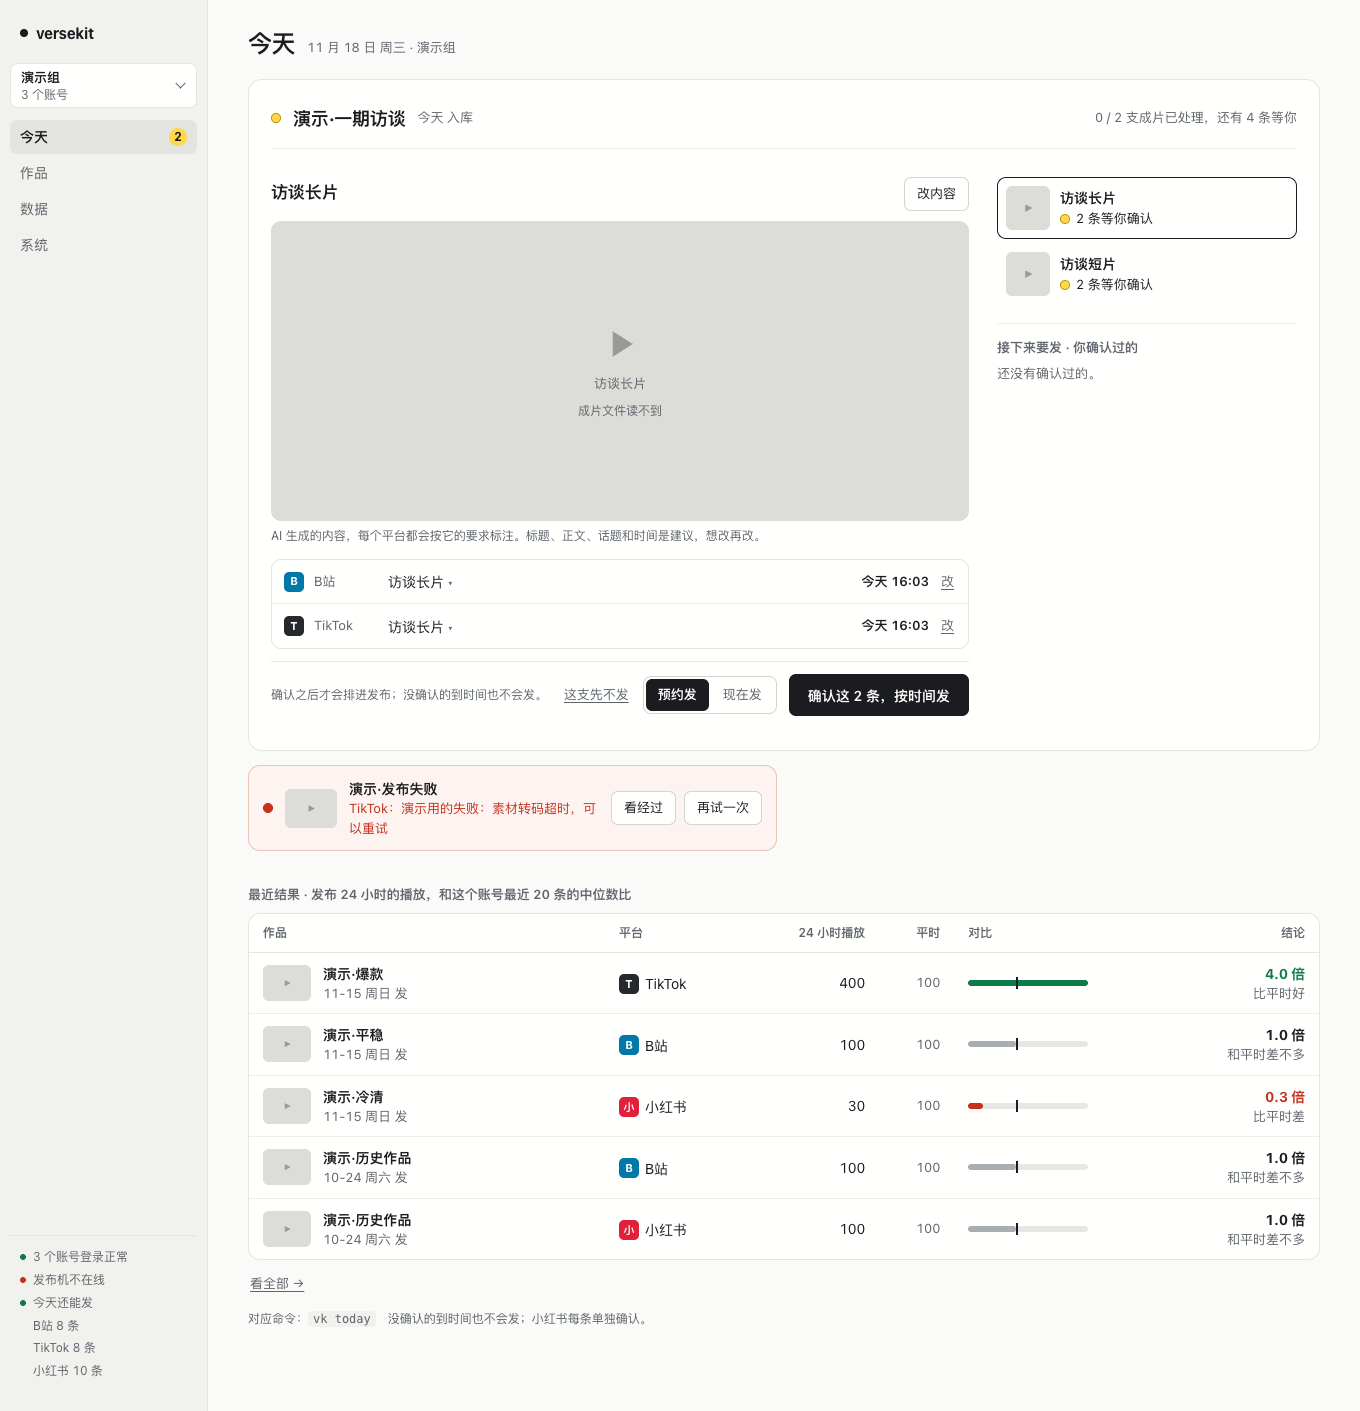 versekit
演示组
3 个账号
今天 2
作品
数据
系统
3 个账号登录正常
发布机不在线
今天还能发
B站 8 条
TikTok 8 条
小红书 10 条
今天 11 月 18 日 周三 · 演示组
演示·一期访谈 今天 入库 0 / 2 支成片已处理，还有 4 条等你
访谈长片 改内容
访谈长片
成片文件读不到
AI 生成的内容，每个平台都会按它的要求标注。标题、正文、话题和时间是建议，想改再改。
B B站 访谈长片 ▾ 今天 16:03 改
T TikTok 访谈长片 ▾ 今天 16:03 改
确认之后才会排进发布；没确认的到时间也不会发。 这支先不发 预约发 现在发 确认这 2 条，按时间发
访谈长片
2 条等你确认
访谈短片
2 条等你确认
接下来要发 · 你确认过的
还没有确认过的。
演示·发布失败
TikTok：演示用的失败：素材转码超时，可
以重试
看经过 再试一次
最近结果 · 发布 24 小时的播放，和这个账号最近 20 条的中位数比
作品 平台 24 小时播放 平时 对比 结论
演示·爆款
11-15 周日 发
T TikTok 400 100
4.0 倍
比平时好
演示·平稳
11-15 周日 发
B B站 100 100
1.0 倍
和平时差不多
演示·冷清
11-15 周日 发
小 小红书 30 100
0.3 倍
比平时差
演示·历史作品
10-24 周六 发
B B站 100 100
1.0 倍
和平时差不多
演示·历史作品
10-24 周六 发
小 小红书 100 100
1.0 倍
和平时差不多
看全部 →
对应命令： vk today 没确认的到时间也不会发；小红书每条单独确认。